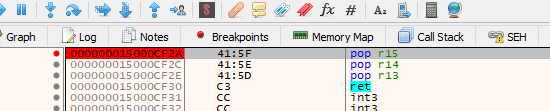 fx #
Graph Log Notes Breakpoints Memory Map Call Stack SEH
000000015000CF2A 41:5F pop r15
000000015000CF2C 41:5E pop r14
000000015000CF2E 41:5D pop r13
000000015000CF30 C3 ret
000000015000CF31 CC int3
000000015000CF32 CC int3